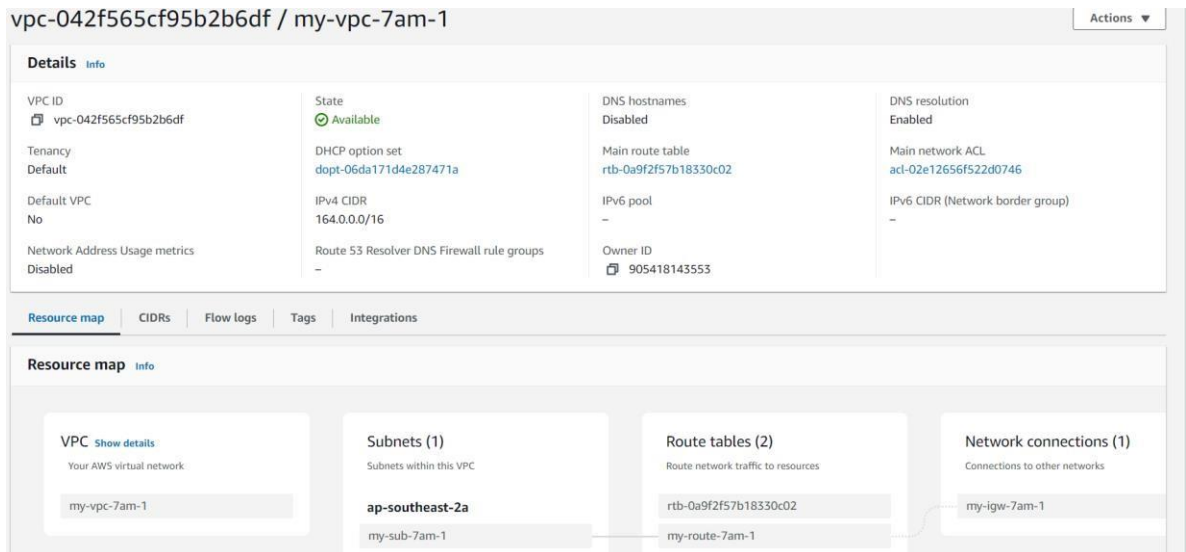 vpc-042f565cf95b2b6df / my-vpc-7am-1
Actions
Details Info
VPC ID
vpc-042f565cf95b2b6df
State
Available
DNS hostnames
Disabled
DNS resolution
Enabled
Tenancy
Default
DHCP option set
dopt-06da171d4e287471a
Main route table
rtb-0a9f2f57b18330c02
Main network ACL
acl-02e12656f522d0746
Default VPC
No
IPv4 CIDR
164.0.0.0/16
IPv6 pool
–
IPv6 CIDR (Network border group)
–
Network Address Usage metrics
Disabled
Route 53 Resolver DNS Firewall rule groups
–
Owner ID
905418143553
Resource map
CIDRs
Flow logs
Tags
Integrations
Resource map Info
VPC Show details
Your AWS virtual network
my-vpc-7am-1
Subnets (1)
Subnets within this VPC
ap-southeast-2a
my-sub-7am-1
Route tables (2)
Route network traffic to resources
rtb-0a9f2f57b18330c02
my-route-7am-1
Network connections (1)
Connections to other networks
my-igw-7am-1